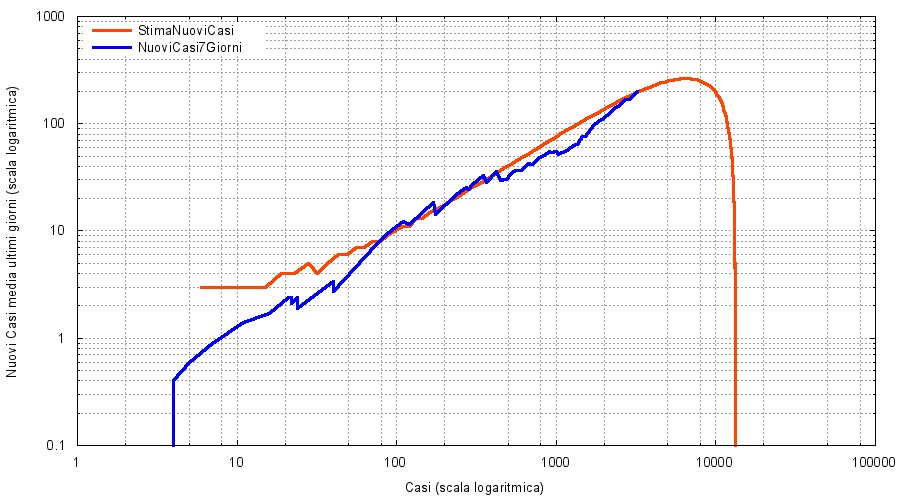 1000
StimaNuoviCasi
NuoviCasi7Giorni
100
10
1
0.1
Nuovi Casi media ultimi giorni (scala logaritmica)
1 10 100 1000 10000 100000
Casi (scala logaritmica)